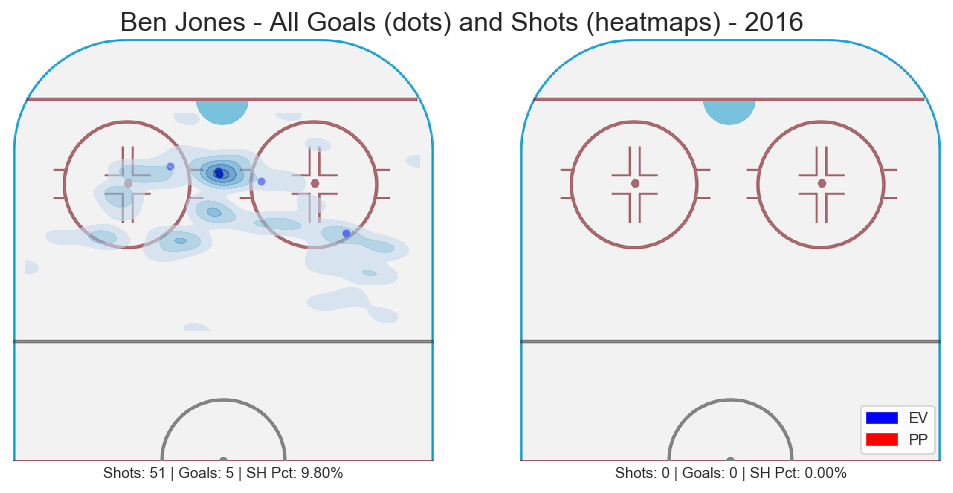 Ben Jones - All Goals (dots) and Shots (heatmaps) - 2016
EV
PP
Shots: 51 | Goals: 5 | SH Pct: 9.80%
Shots: 0 | Goals: 0 | SH Pct: 0.00%